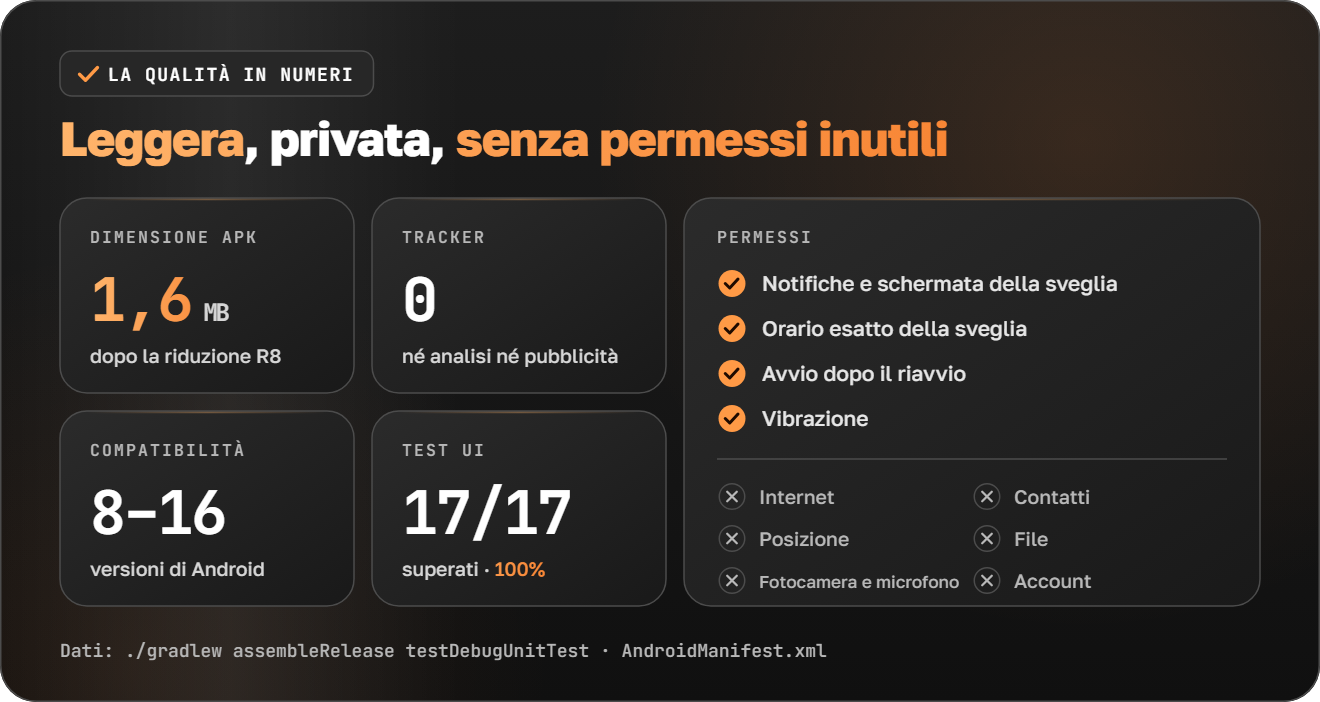 LA QUALITÀ IN NUMERI
Leggera, privata, senza permessi inutili
DIMENSIONE APK
1,6 MB
dopo la riduzione R8
TRACKER
0
né analisi né pubblicità
COMPATIBILITÀ
8–16
versioni di Android
TEST UI
17/17
superati · 100%
PERMESSI
Notifiche e schermata della sveglia
Orario esatto della sveglia
Avvio dopo il riavvio
Vibrazione
Internet
Contatti
Posizione
File
Fotocamera e microfono
Account
Dati: ./gradlew assembleRelease testDebugUnitTest · AndroidManifest.xml